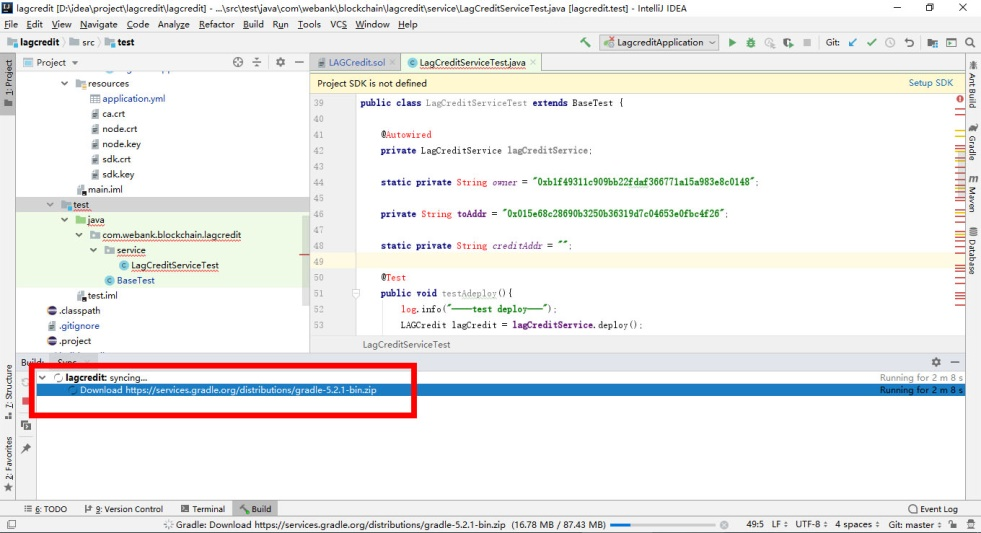 lagcredit [D:\idea\project\lagcredit\lagcredit] - ...\src\test\java\com\webank\blockchain\lagcredit\service\LagCreditServiceTest.java [lagcredit.test] - IntelliJ IDEA
File Edit View Navigate Code Analyze Refactor Build Run Tools VCS Window Help
lagcredit src test
LagcreditApplication Git:
1: Project
Project
LAGCredit.sol LagCreditServiceTest.java
Ant Build
Gradle
Maven
Database
Project SDK is not defined Setup SDK
resources
application.yml
ca.crt
node.crt
node.key
sdk.crt
sdk.key
main.iml
test
java
com.webank.blockchain.lagcredit
service
LagCreditServiceTest
BaseTest
test.iml
.classpath
.gitignore
.project
39 public class LagCreditServiceTest extends BaseTest {
40
41 @Autowired
42 private LagCreditService lagCreditService;
43
44 static private String owner = "0xb1f49311c909bb22fdaf366771a15a983e8c0148";
45
46 private String toAddr = "0x015e68c28690b3250b36319d7c04653e0fbc4f26";
47
48 static private String creditAddr = "";
49
50 @Test
51 public void testAdeploy(){
52 log.info("----test deploy---");
53 LAGCredit lagCredit = lagCreditService.deploy();
LagCreditServiceTest
Build: Sync
lagcredit: syncing... Running for 2 m 8 s
Download https://services.gradle.org/distributions/gradle-5.2.1-bin.zip Running for 2 m 8 s
Z: Structure
2: Favorites
6: TODO 9: Version Control Terminal Build Event Log
Gradle: Download https://services.gradle.org/distributions/gradle-5.2.1-bin.zip (16.78 MB / 87.43 MB) 49:5 LF UTF-8 4 spaces Git: master